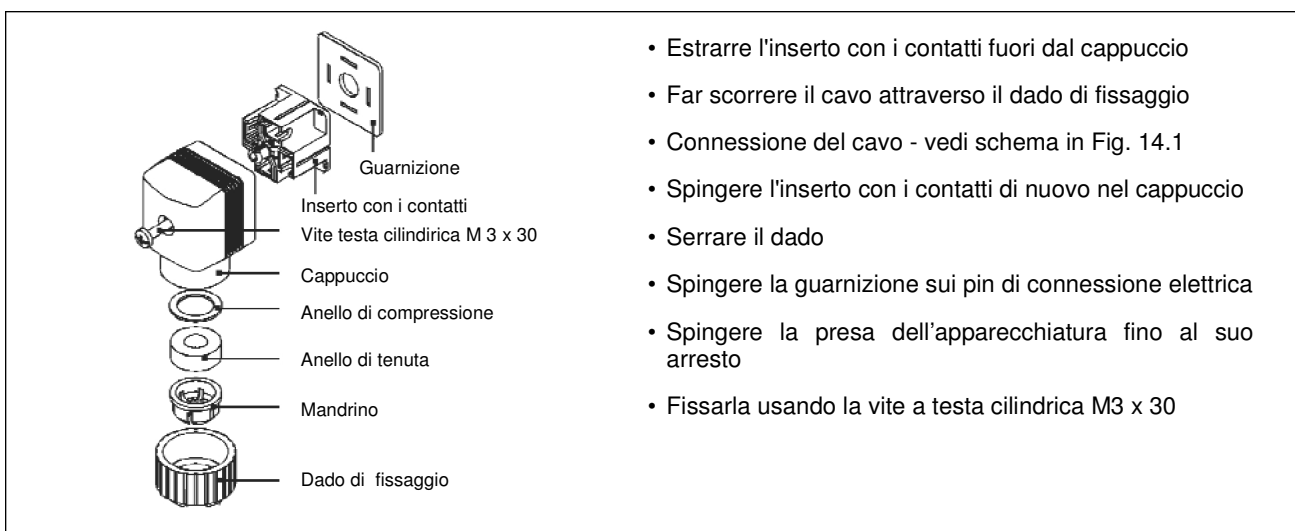 Guarnizione
Inserto con i contatti
Vite testa cilindirica M 3 x 30
Cappuccio
Anello di compressione
Anello di tenuta
Mandrino
Dado di fissaggio
• Estrarre l'inserto con i contatti fuori dal cappuccio
• Far scorrere il cavo attraverso il dado di fissaggio
• Connessione del cavo - vedi schema in Fig. 14.1
• Spingere l'inserto con i contatti di nuovo nel cappuccio
• Serrare il dado
• Spingere la guarnizione sui pin di connessione elettrica
• Spingere la presa dell’apparecchiatura fino al suo
arresto
• Fissarla usando la vite a testa cilindrica M3 x 30